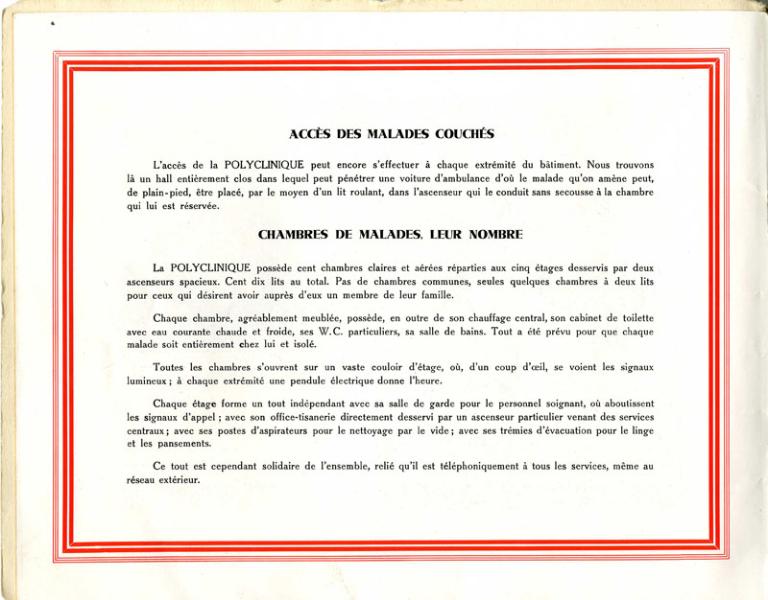 ACCÈS DES MALADES COUCHÉS
L'accès de la POLYCLINIQUE peut encore s'effectuer à chaque extrémité du bâtiment. Nous trouvons
là un hall entièrement clos dans lequel peut pénétrer une voiture d'ambulance d'où le malade qu'on amène peut,
de plain-pied, être placé, par le moyen d'un lit roulant, dans l'ascenseur qui le conduit sans secousse à la chambre
qui lui est réservée.
CHAMBRES DE MALADES, LEUR NOMBRE
La POLYCLINIQUE possède cent chambres claires et aérées réparties aux cinq étages desservis par deux
ascenseurs spacieux. Cent dix lits au total. Pas de chambres communes, seules quelques chambres à deux lits
pour ceux qui désirent avoir auprès d'eux un membre de leur famille.
Chaque chambre, agréablement meublée, possède, en outre de son chauffage central, son cabinet de toilette
avec eau courante chaude et froide, ses W.C. particuliers, sa salle de bains. Tout a été prévu pour que chaque
malade soit entièrement chez lui et isolé.
Toutes les chambres s'ouvrent sur un vaste couloir d'étage, où, d'un coup d'œil, se voient les signaux
lumineux ; à chaque extrémité une pendule électrique donne l'heure.
Chaque étage forme un tout indépendant avec sa salle de garde pour le personnel soignant, où aboutissent
les signaux d'appel ; avec son office-tisanerie directement desservi par un ascenseur particulier venant des services
centraux ; avec ses postes d'aspirateurs pour le nettoyage par le vide ; avec ses trémies d'évacuation pour le linge
et les pansements.
Ce tout est cependant solidaire de l'ensemble, relié qu'il est téléphoniquement à tous les services, même au
réseau extérieur.